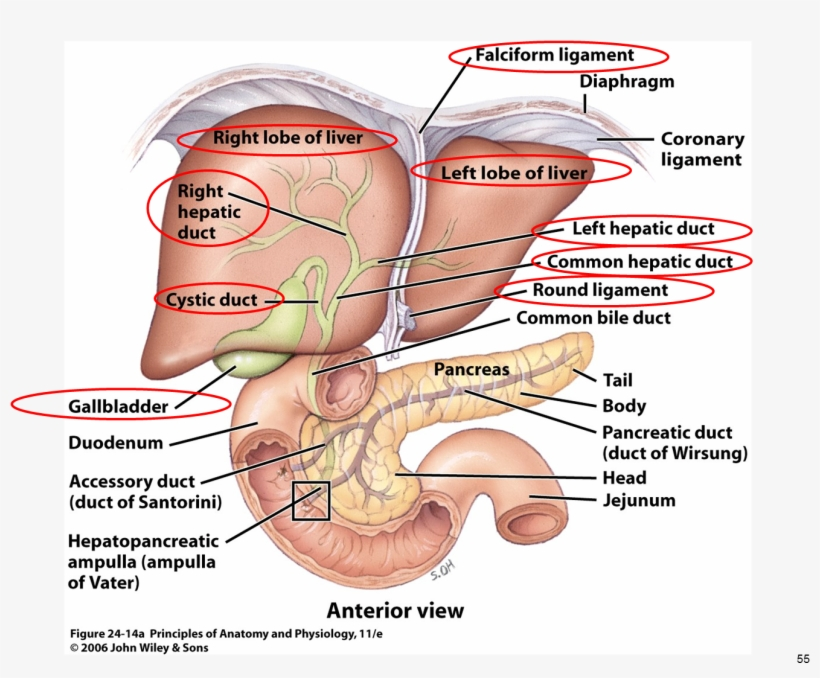 Falciform ligament
Diaphragm
Right lobe of liver
Coronary
ligament
Left lobe of liver
Right
hepatic
duct
Left hepatic duct
Common hepatic duct
Round ligament
Cystic duct
Common bile duct
Pancreas
Tail
Gallbladder
Body
Duodenum
Pancreatic duct
(duct of Wirsung)
Accessory duct
(duct of Santorini)
Head
Jejunum
Hepatopancreatic
ampulla (ampulla
of Vater)
S.OH
Anterior view
Figure 24-14a Principles of Anatomy and Physiology, 11/e
© 2006 John Wiley & Sons
55